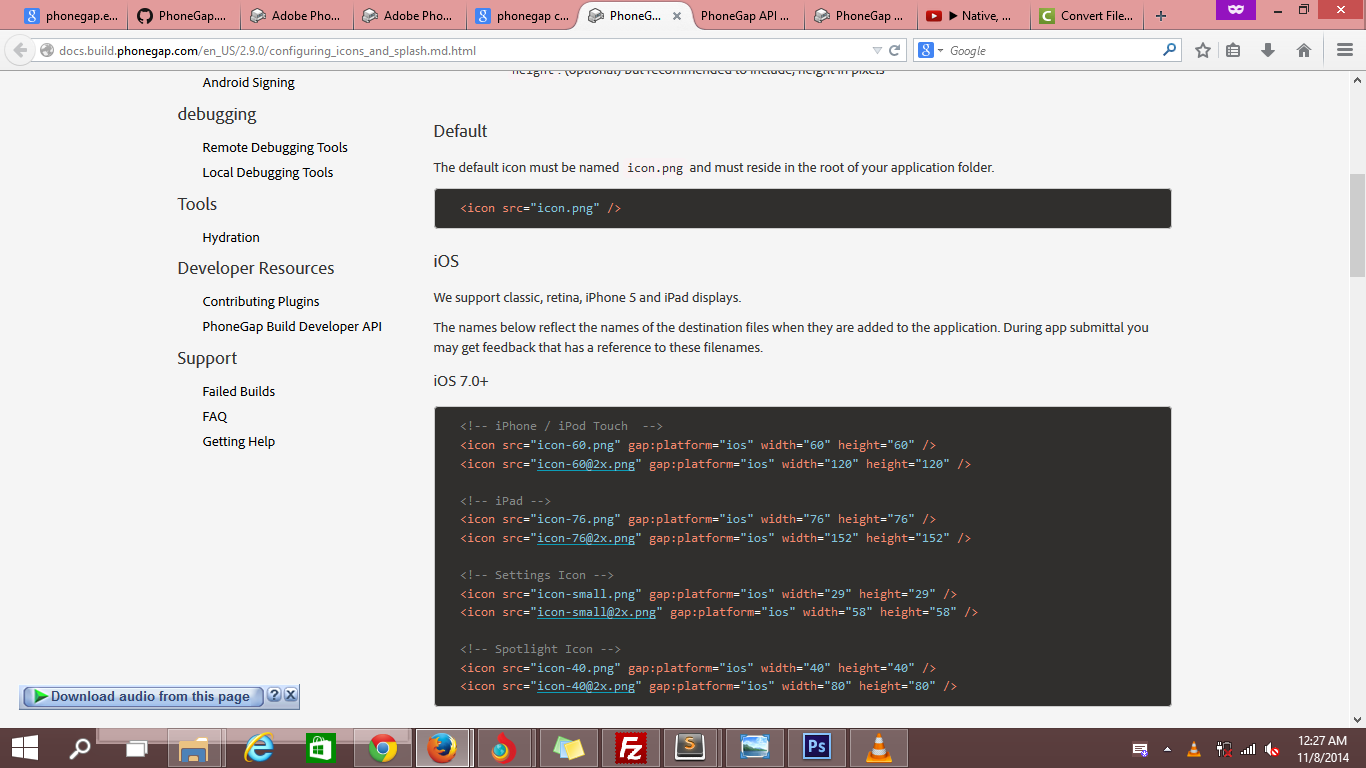 phonegap.e...
PhoneGap....
Adobe Pho...
Adobe Pho...
phonegap c...
PhoneG...
PhoneGap API ...
PhoneGap ...
▶ Native, ...
Convert File...
docs.build.phonegap.com/en_US/2.9.0/configuring_icons_and_splash.md.html
Google
Android Signing
debugging
Remote Debugging Tools
Local Debugging Tools
Tools
Hydration
Developer Resources
Contributing Plugins
PhoneGap Build Developer API
Support
Failed Builds
FAQ
Getting Help
height : (optional) but recommended to include, height in pixels
Default
The default icon must be named icon.png and must reside in the root of your application folder.
<icon src="icon.png" />
iOS
We support classic, retina, iPhone 5 and iPad displays.
The names below reflect the names of the destination files when they are added to the application. During app submittal you
may get feedback that has a reference to these filenames.
iOS 7.0+
<!-- iPhone / iPod Touch  -->
<icon src="icon-60.png" gap:platform="ios" width="60" height="60" />
<icon src="icon-60@2x.png" gap:platform="ios" width="120" height="120" />
<!-- iPad -->
<icon src="icon-76.png" gap:platform="ios" width="76" height="76" />
<icon src="icon-76@2x.png" gap:platform="ios" width="152" height="152" />
<!-- Settings Icon -->
<icon src="icon-small.png" gap:platform="ios" width="29" height="29" />
<icon src="icon-small@2x.png" gap:platform="ios" width="58" height="58" />
<!-- Spotlight Icon -->
<icon src="icon-40.png" gap:platform="ios" width="40" height="40" />
<icon src="icon-40@2x.png" gap:platform="ios" width="80" height="80" />
Download audio from this page
?
Fz
S
Ps
12:27 AM
11/8/2014